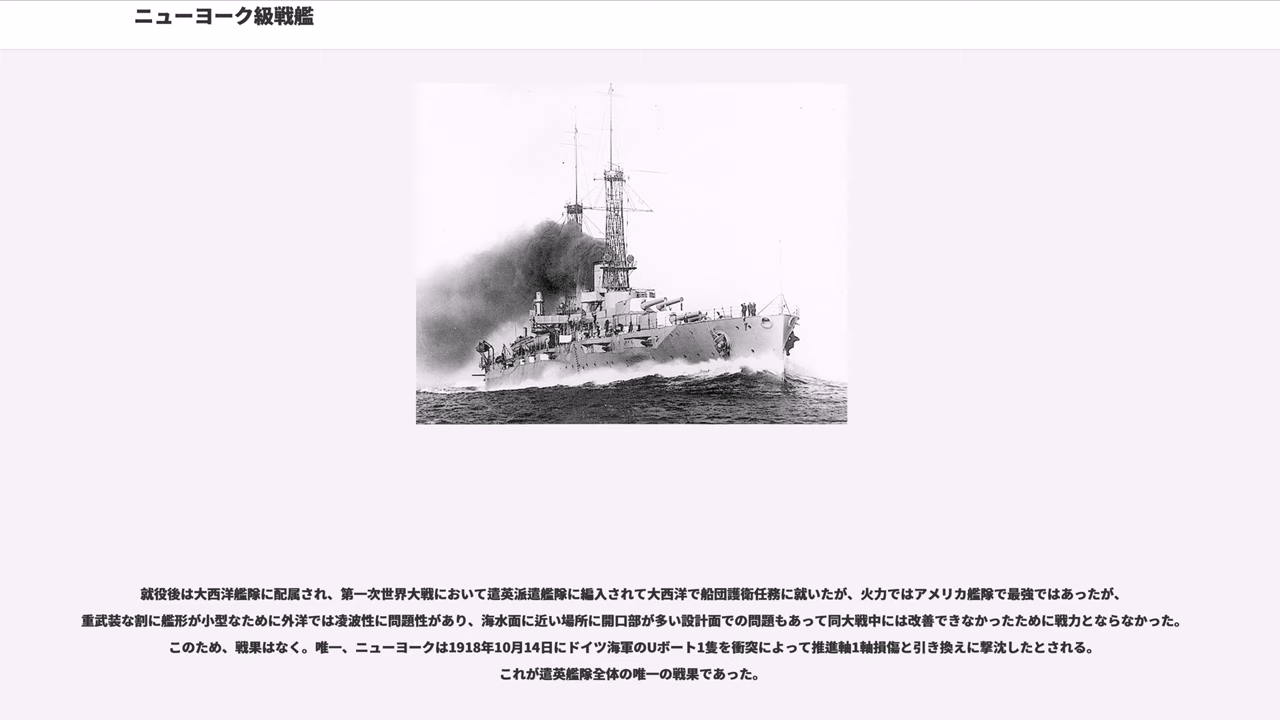 ニューヨーク級戦艦
就役後は大西洋艦隊に配属され、第一次世界大戦において遣英派遣艦隊に編入されて大西洋で船団護衛任務に就いたが、火力ではアメリカ艦隊で最強ではあったが、
重武装な割に艦形が小型なために外洋では凌波性に問題性があり、海水面に近い場所に開口部が多い設計面での問題もあって同大戦中には改善できなかったために戦力とならなかった。
このため、戦果はなく。唯一、ニューヨークは1918年10月14日にドイツ海軍のUボート1隻を衝突によって推進軸1軸損傷と引き換えに撃沈したとされる。
これが遣英艦隊全体の唯一の戦果であった。